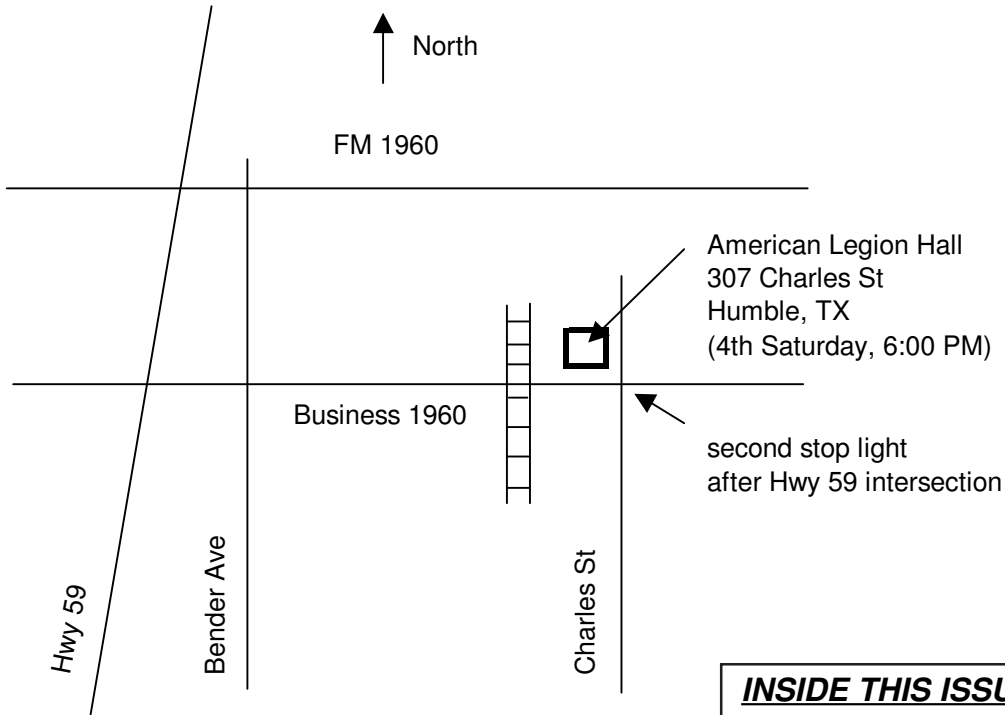 North
FM 1960
American Legion Hall
307 Charles St
Humble, TX
(4th Saturday, 6:00 PM)
Business 1960
second stop light
after Hwy 59 intersection
Hwy 59
Bender Ave
Charles St
INSIDE THIS